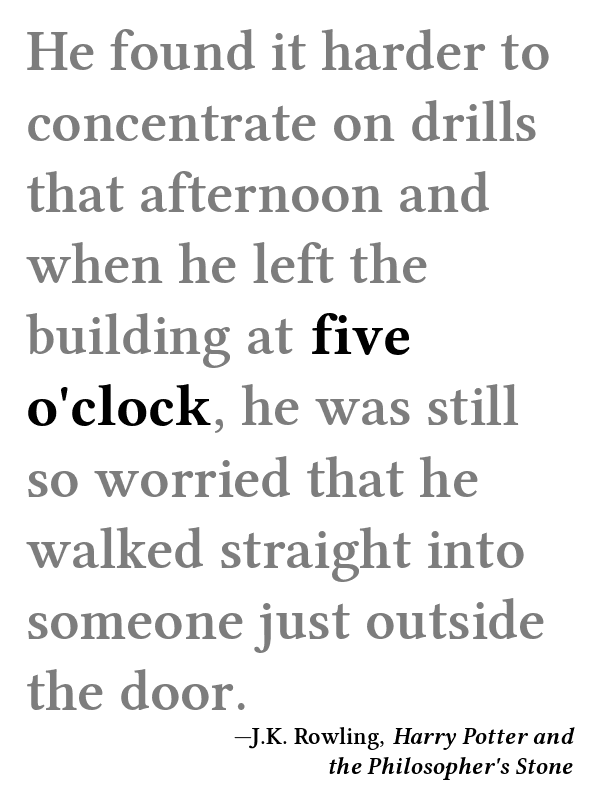 He found it harder to
concentrate on drills
that afternoon and
when he left the
building at five
o'clock, he was still
so worried that he
walked straight into
someone just outside
the door.
—J.K. Rowling, Harry Potter and
the Philosopher's Stone